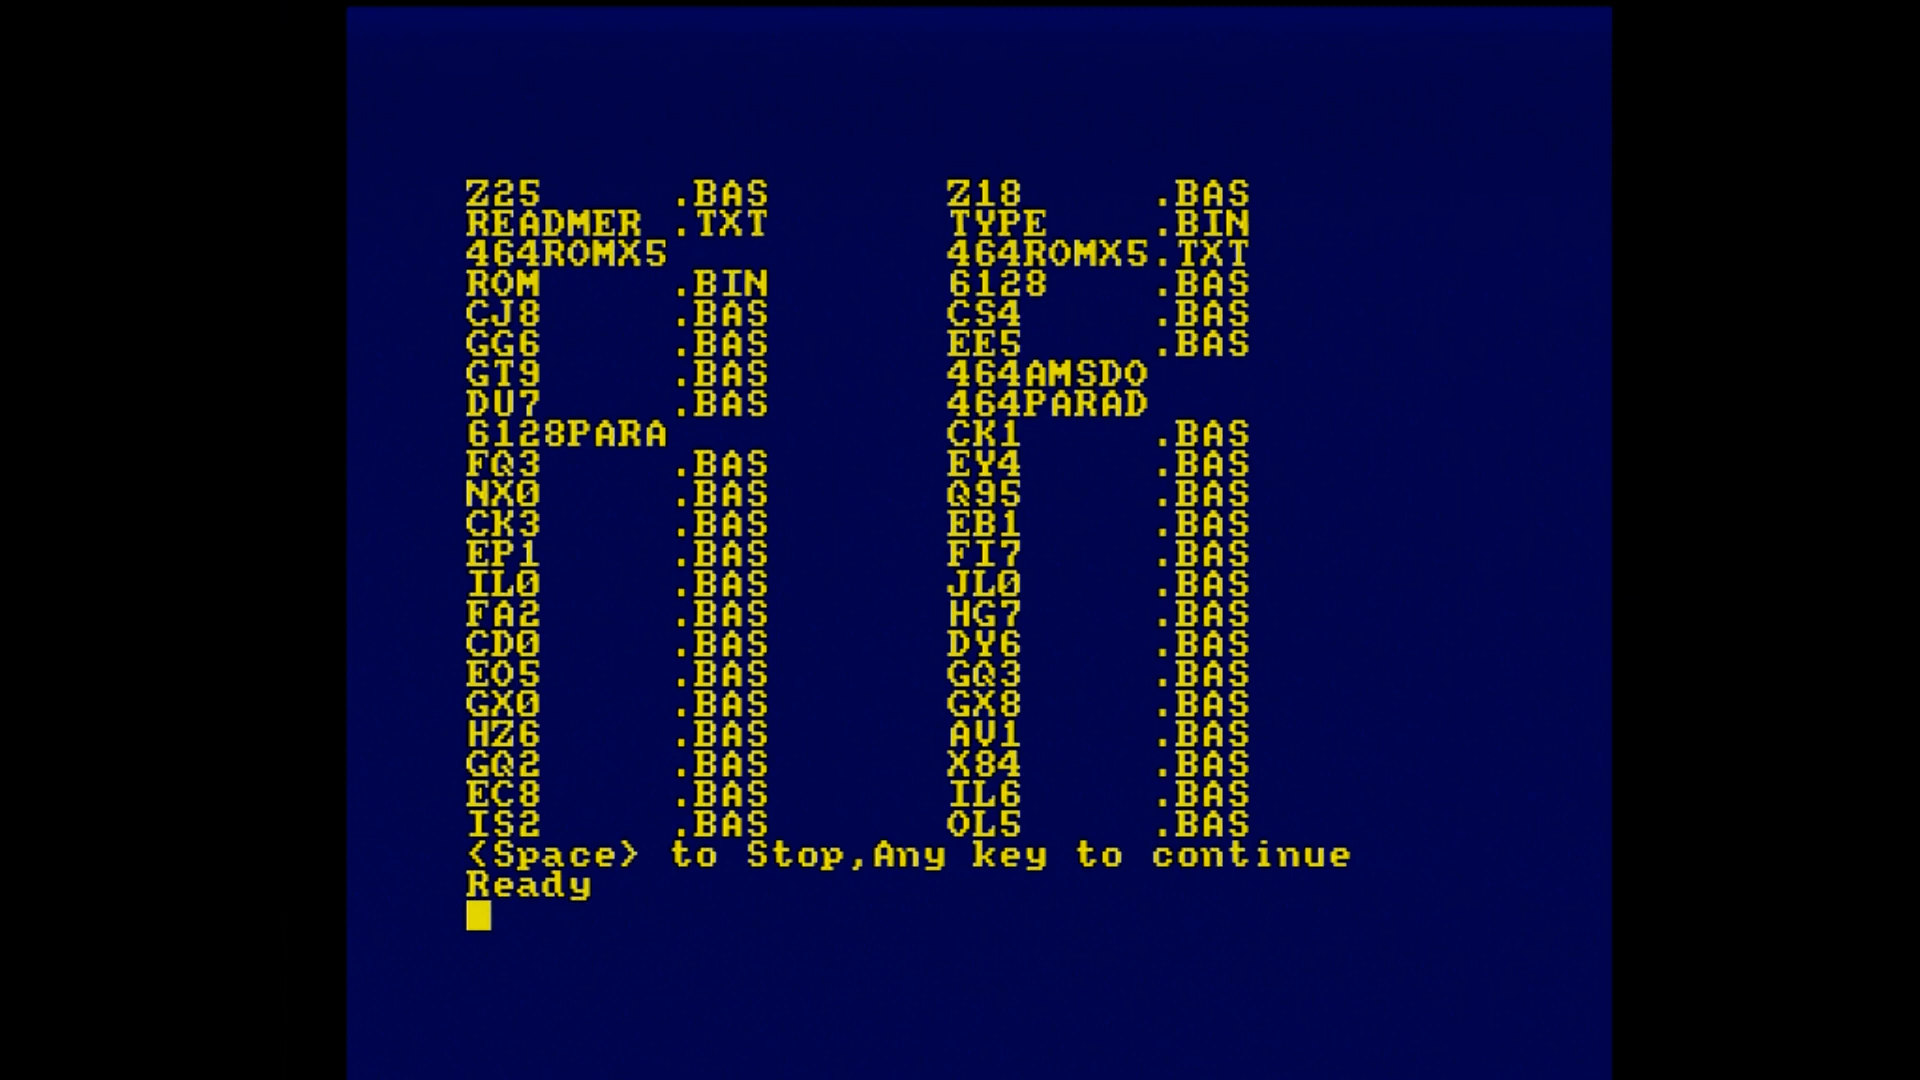 Z25 .BAS Z18 .BAS
READMER .TXT TYPE .BIN
464ROMX5 464ROMX5.TXT
ROM .BIN 6128 .BAS
CJ8 .BAS CS4 .BAS
GG6 .BAS EE5 .BAS
GT9 .BAS 464AMSDO
DU7 .BAS 464PARAD
6128PARA CK1 .BAS
FQ3 .BAS EY4 .BAS
NX0 .BAS Q95 .BAS
CK3 .BAS EB1 .BAS
EP1 .BAS FI7 .BAS
IL0 .BAS JL0 .BAS
FA2 .BAS HG7 .BAS
CD0 .BAS DY6 .BAS
EO5 .BAS GQ3 .BAS
GX0 .BAS GX8 .BAS
HZ6 .BAS AV1 .BAS
GQ2 .BAS X84 .BAS
EC8 .BAS IL6 .BAS
IS2 .BAS OL5 .BAS
<Space> to Stop,Any key to continue
Ready